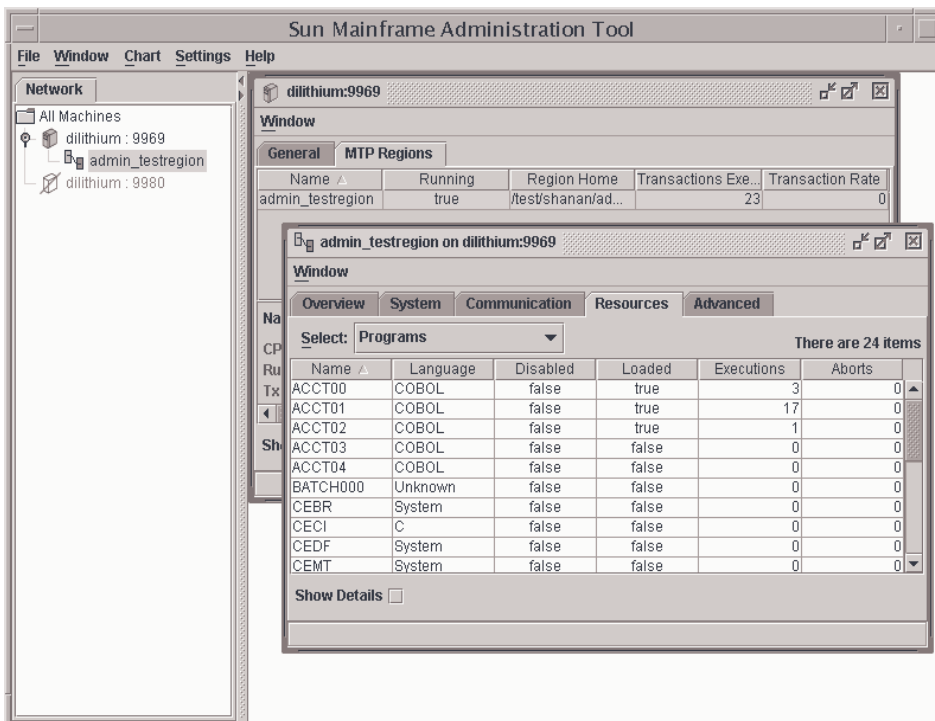 Sun Mainframe Administration Tool
File Window Chart Settings Help
Network
All Machines
dilithium : 9969
admin_testregion
dilithium : 9980
dilithium:9969
Window
General MTP Regions
Name Running Region Home Transactions Exe... Transaction Rate
admin_testregion true /test/shanan/ad... 23 0
admin_testregion on dilithium:9969
Window
Overview System Communication Resources Advanced
Na
CP
Ru
Tx
Sh
Select: Programs
There are 24 items
Name Language Disabled Loaded Executions Aborts
ACCT00 COBOL false true 3 0
ACCT01 COBOL false true 17 0
ACCT02 COBOL false true 1 0
ACCT03 COBOL false false 0 0
ACCT04 COBOL false false 0 0
BATCH000 Unknown false false 0 0
CEBR System false false 0 0
CECI C false false 0 0
CEDF System false false 0 0
CEMT System false false 0 0
Show Details